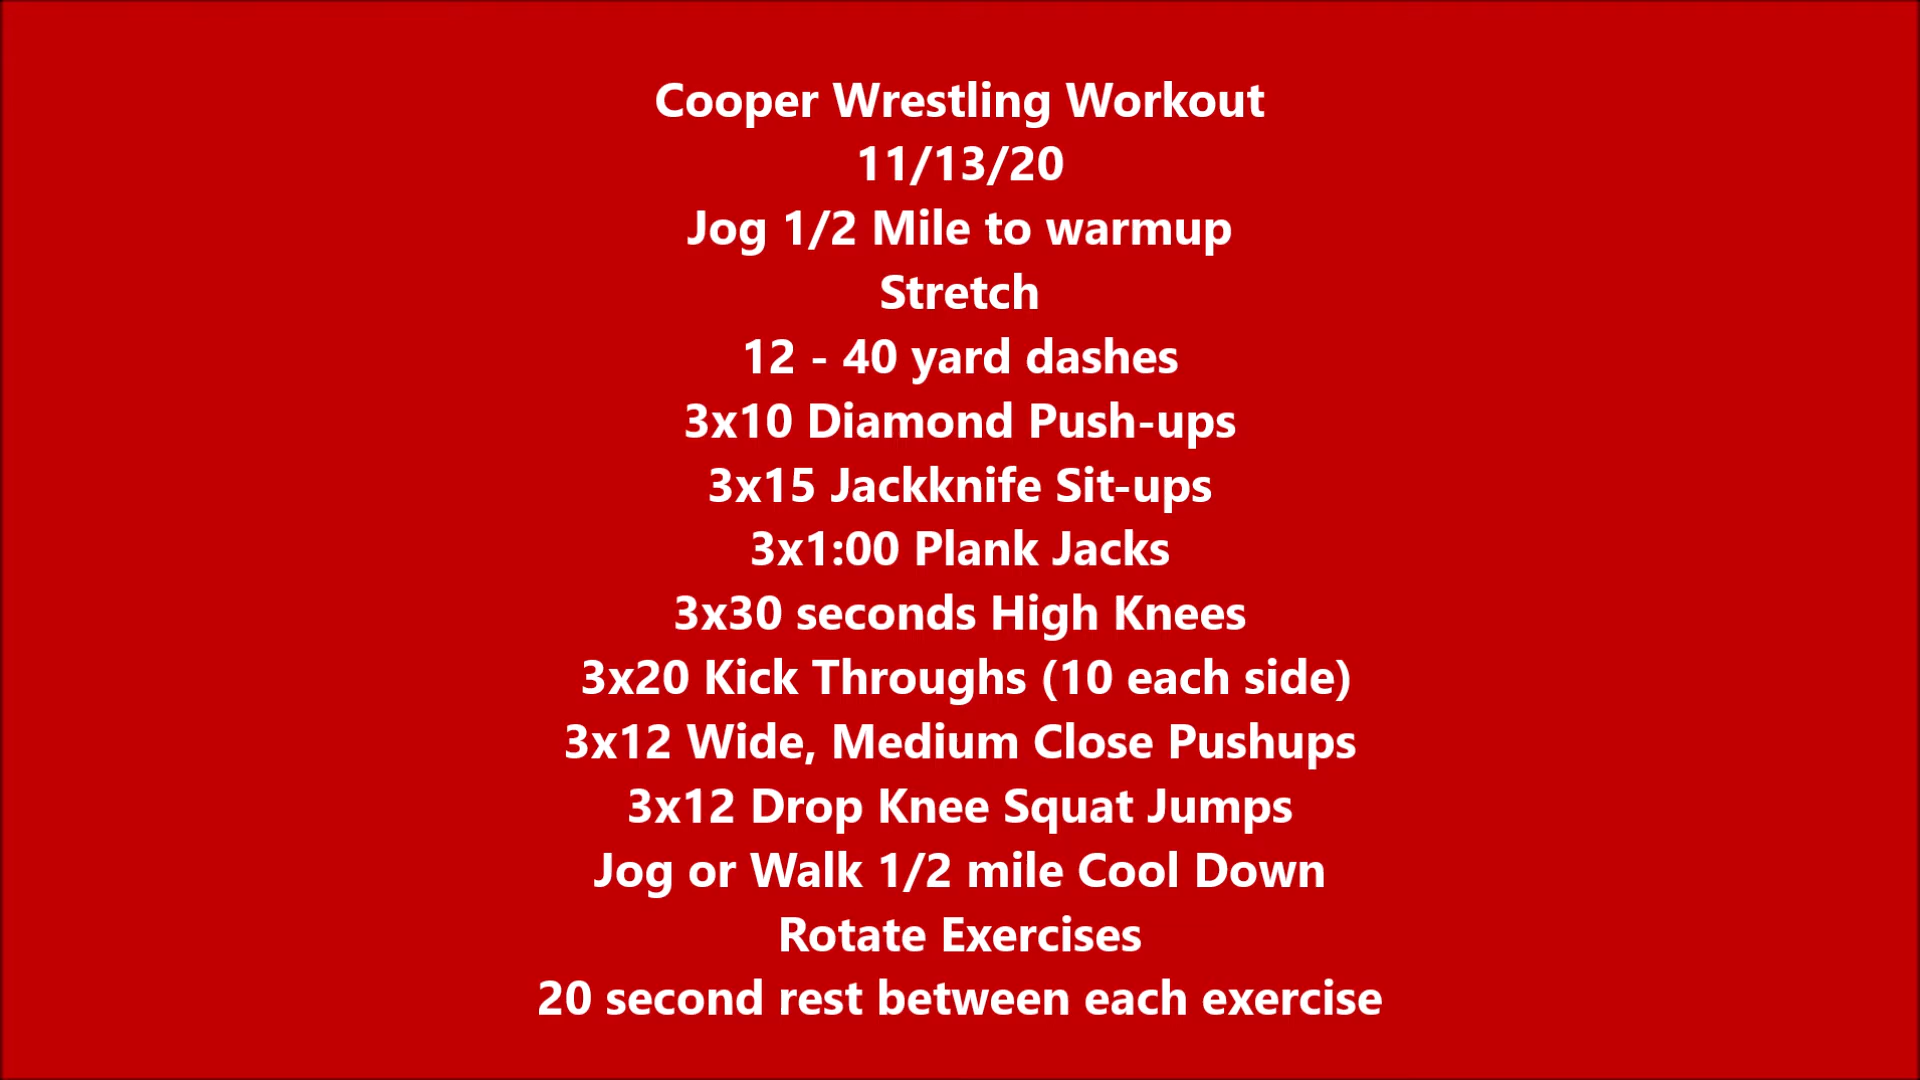 Cooper Wrestling Workout
11/13/20
Jog 1/2 Mile to warmup
Stretch
12 - 40 yard dashes
3x10 Diamond Push-ups
3x15 Jackknife Sit-ups
3x1:00 Plank Jacks
3x30 seconds High Knees
3x20 Kick Throughs (10 each side)
3x12 Wide, Medium Close Pushups
3x12 Drop Knee Squat Jumps
Jog or Walk 1/2 mile Cool Down
Rotate Exercises
20 second rest between each exercise